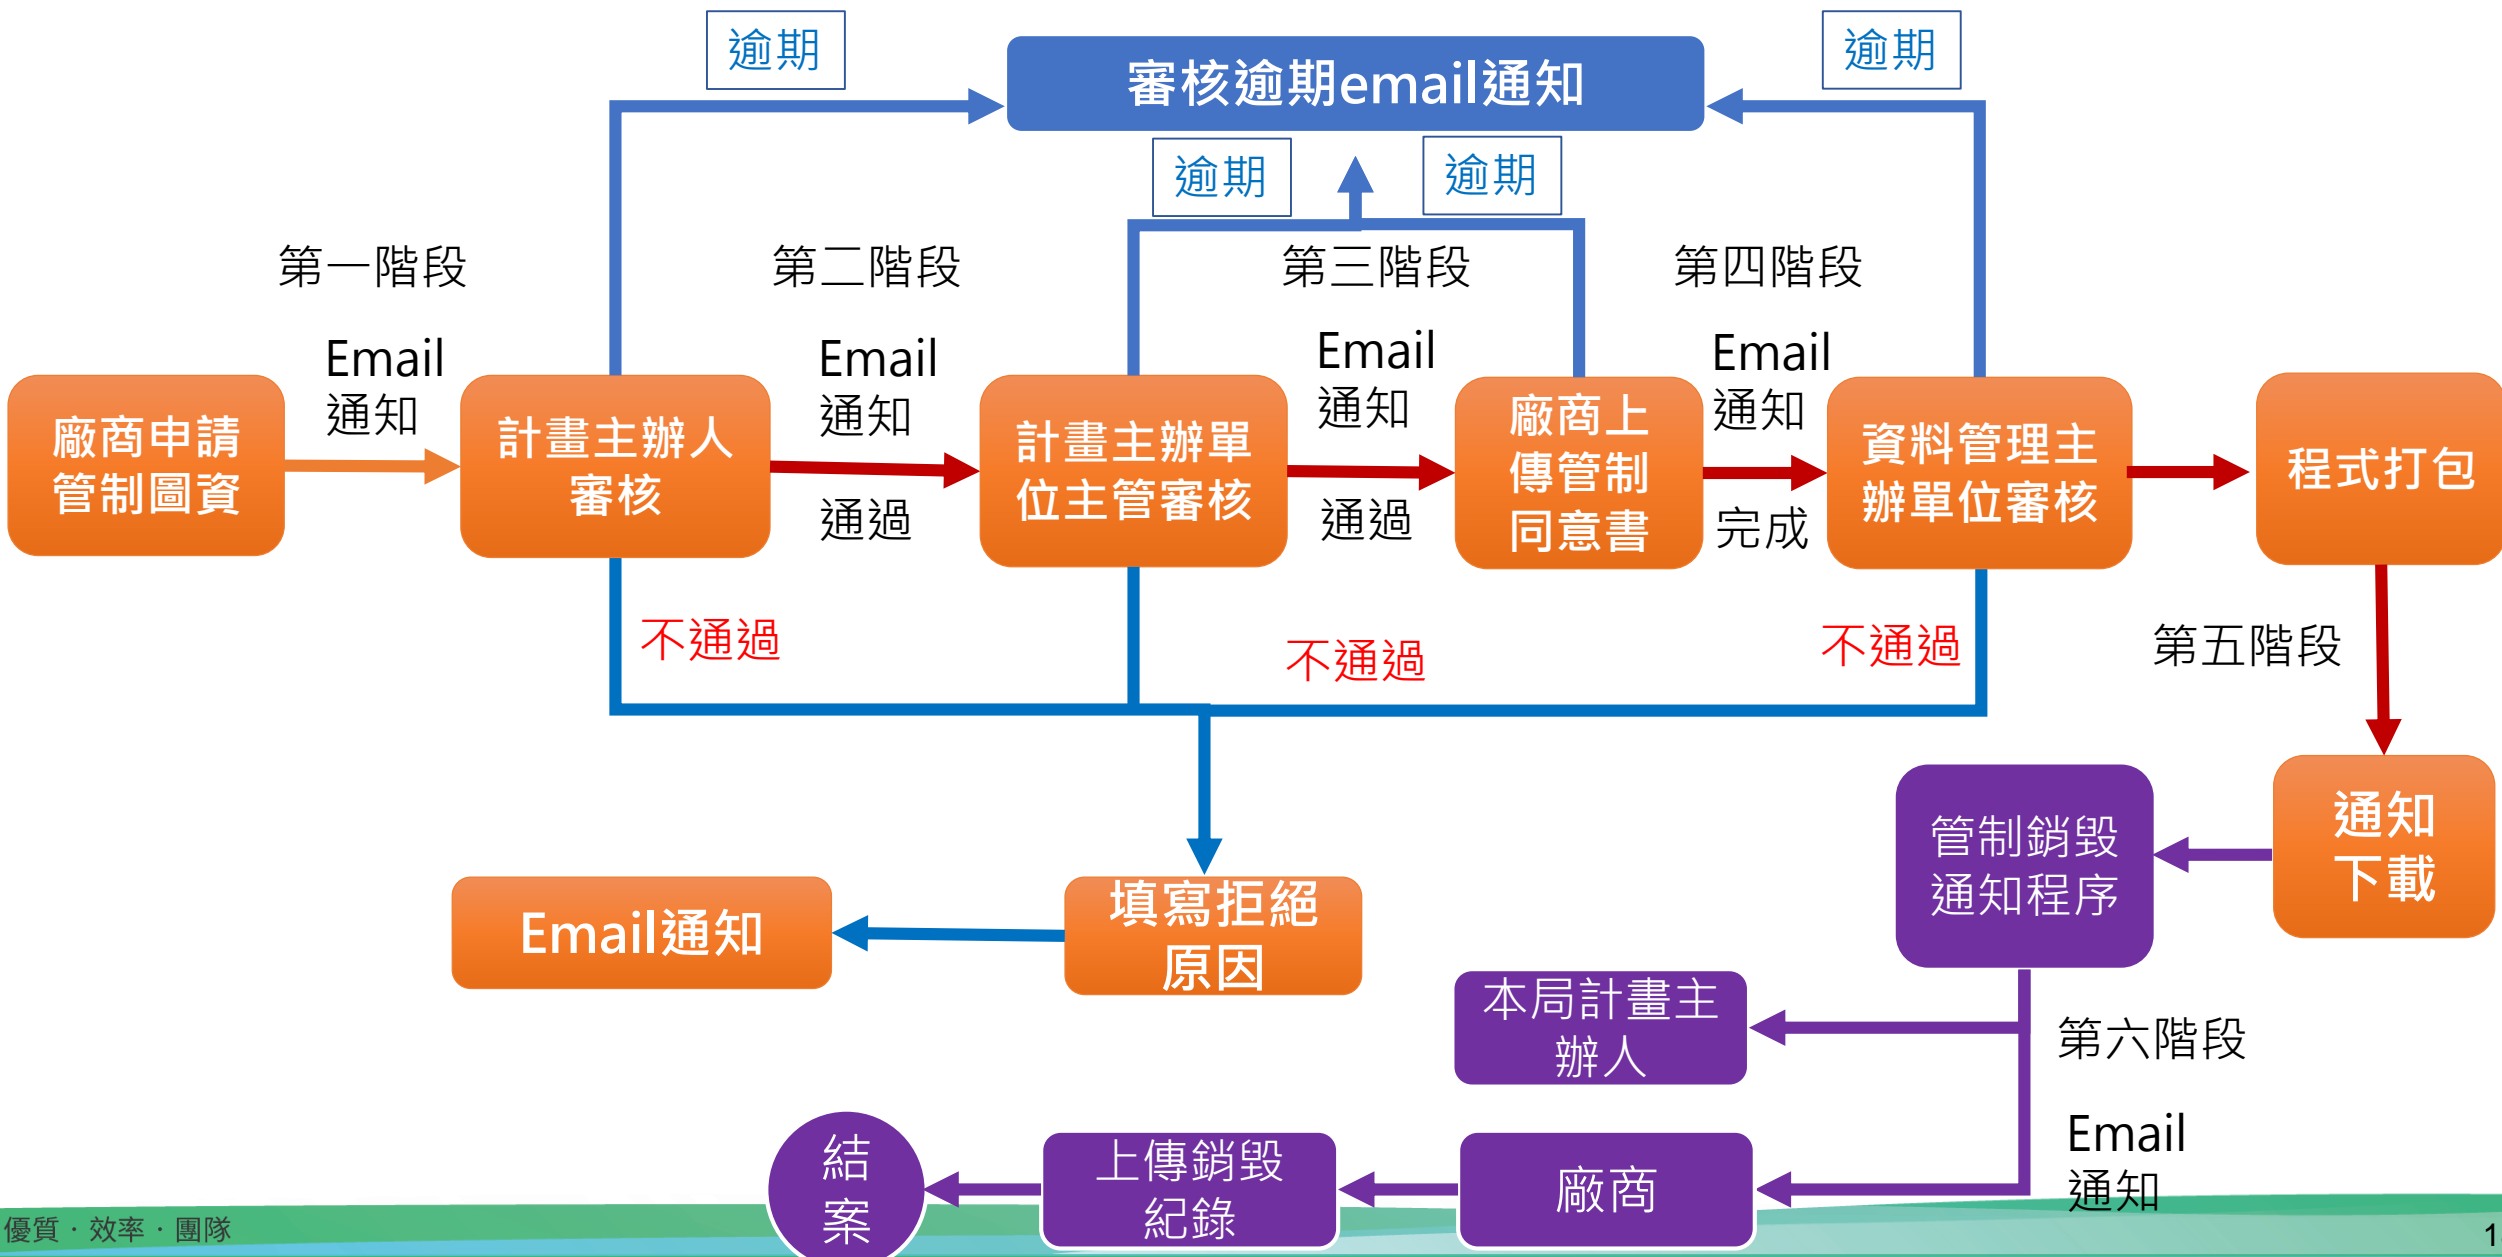 逾期
審核逾期email通知
逾期
逾期
逾期
第一階段
第二階段
第三階段
第四階段
Email
通知
Email
通知
Email
通知
Email
通知
廠商申請
管制圖資
計畫主辦人
審核
通過
計畫主辦單
位主管審核
通過
廠商上
傳管制
同意書
完成
資料管理主
辦單位審核
程式打包
不通過
不通過
不通過
第五階段
通知
下載
管制銷毀
通知程序
填寫拒絕
原因
Email通知
本局計畫主
辦人
第六階段
Email
通知
廠商
上傳銷毀
紀錄
結
案
優質．效率．團隊